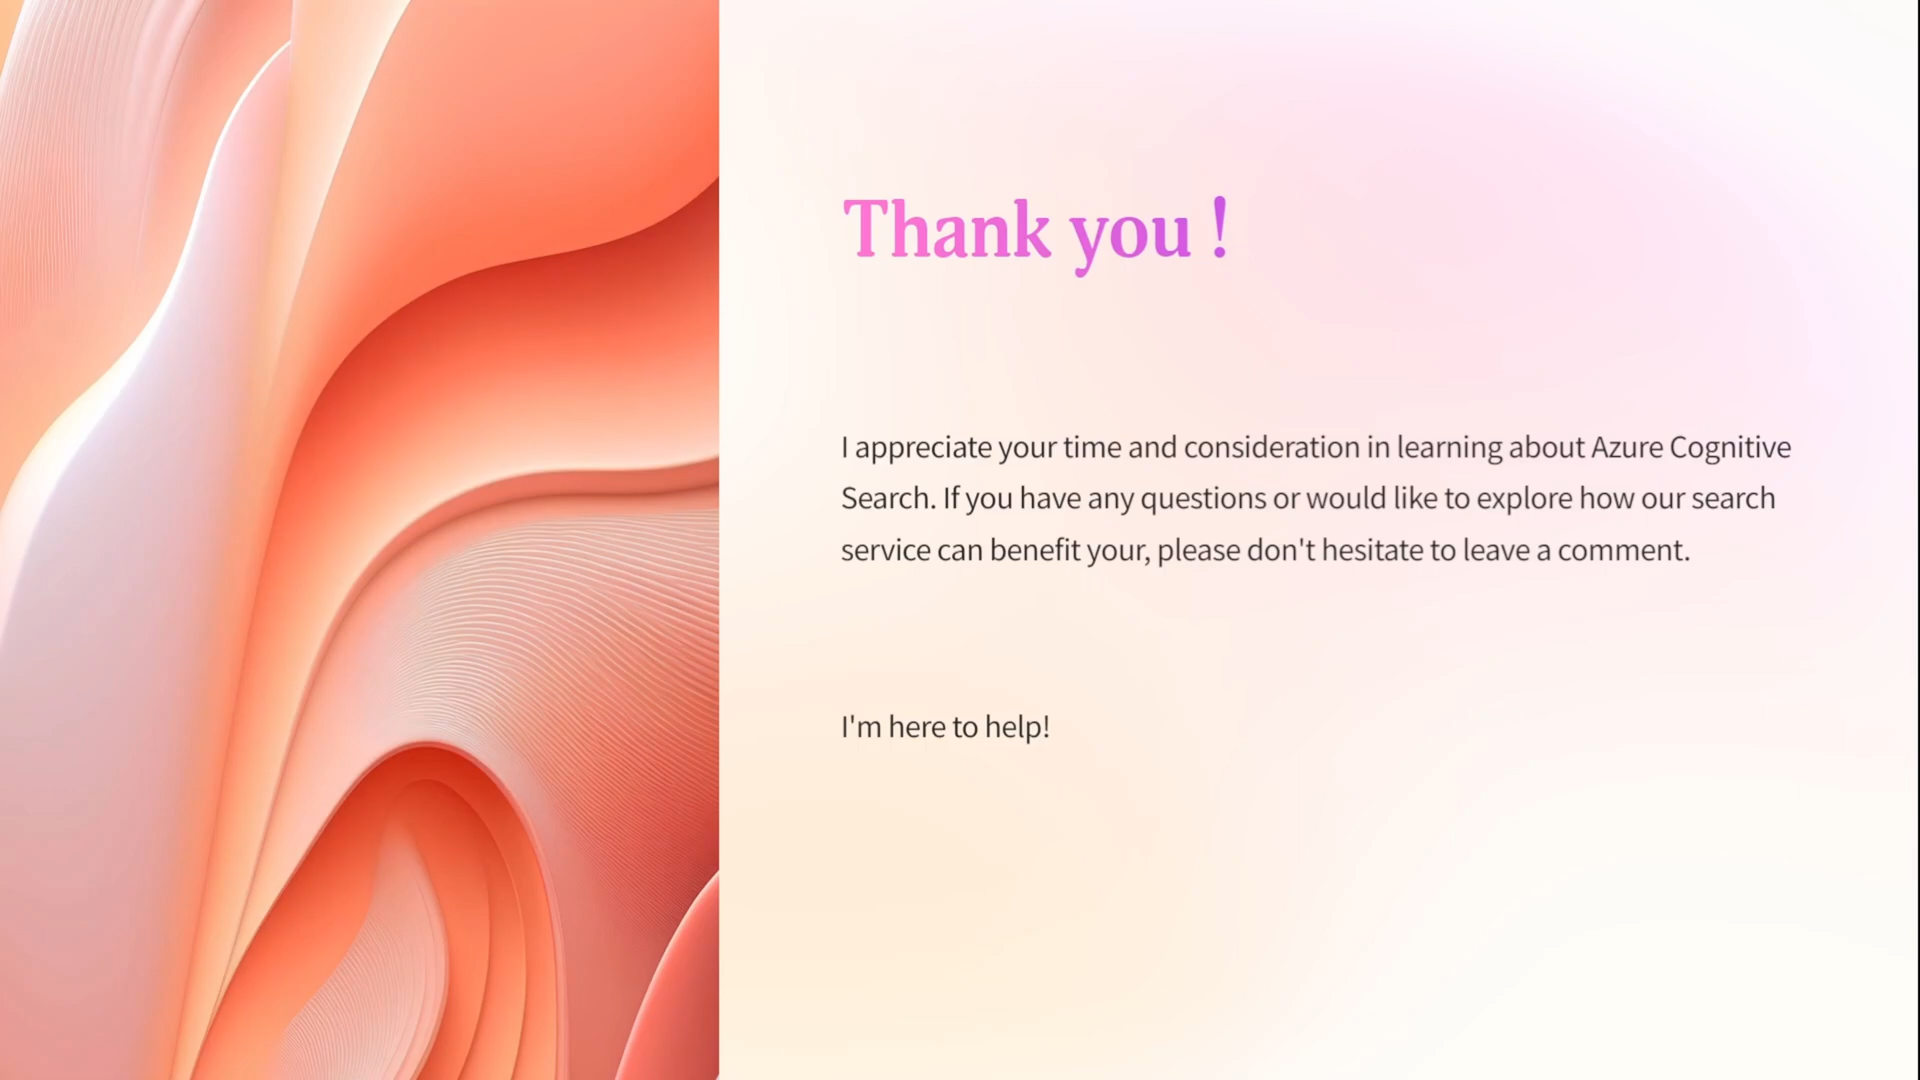 Thank you !
I appreciate your time and consideration in learning about Azure Cognitive
Search. If you have any questions or would like to explore how our search
service can benefit your, please don't hesitate to leave a comment.
I'm here to help!